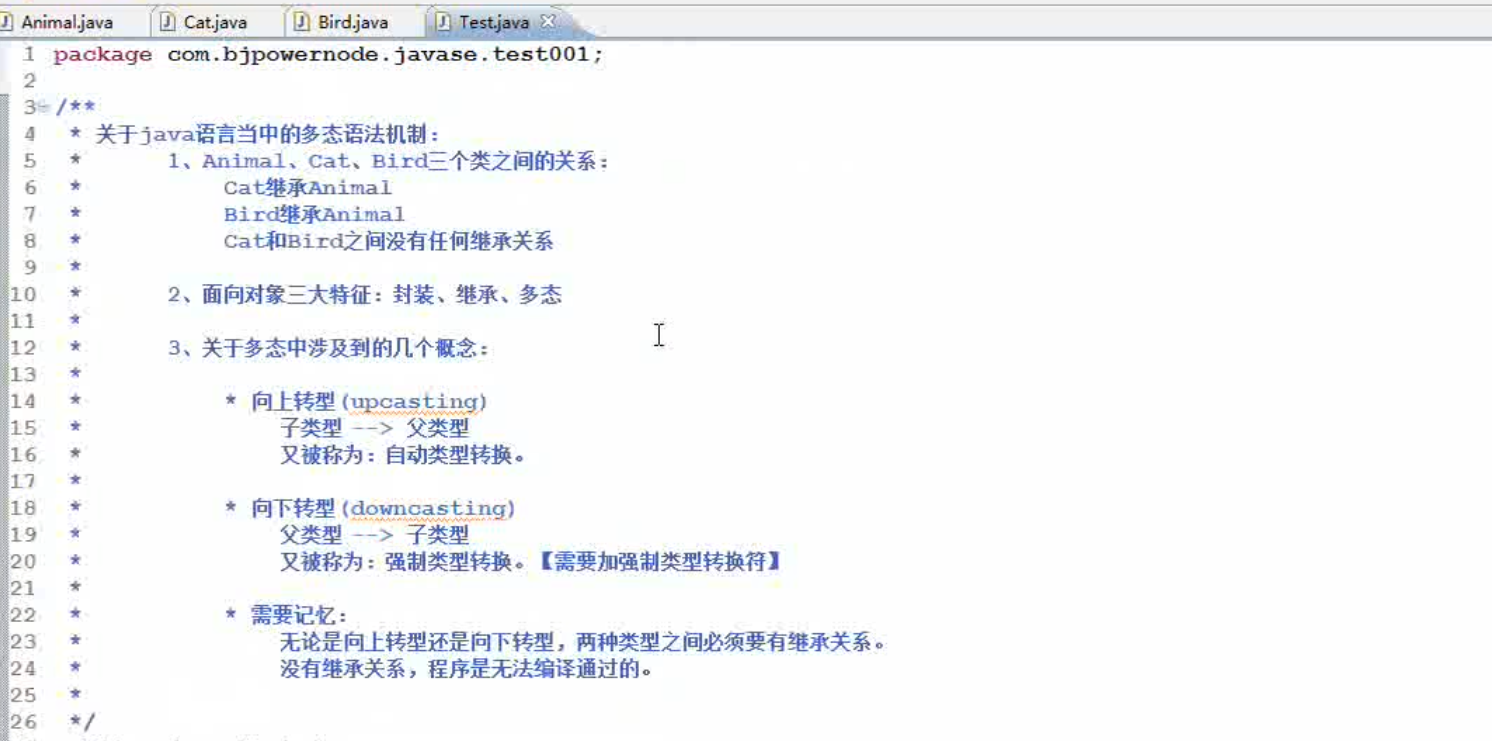 Animal.java Cat.java Bird.java Test.java
1 package com.bjpowernode.javase.test001;
2
3 /**
4 * 关于java语言当中的多态语法机制：
5 * 1、Animal、Cat、Bird三个类之间的关系：
6 * Cat继承Animal
7 * Bird继承Animal
8 * Cat和Bird之间没有任何继承关系
9 *
10 * 2、面向对象三大特征：封装、继承、多态
11 *
12 * 3、关于多态中涉及到的几个概念：
13 *
14 * * 向上转型(upcasting)
15 * 子类型 --> 父类型
16 * 又被称为：自动类型转换。
17 *
18 * * 向下转型(downcasting)
19 * 父类型 --> 子类型
20 * 又被称为：强制类型转换。【需要加强制类型转换符】
21 *
22 * * 需要记忆：
23 * 无论是向上转型还是向下转型，两种类型之间必须要有继承关系。
24 * 没有继承关系，程序是无法编译通过的。
25 *
26 */